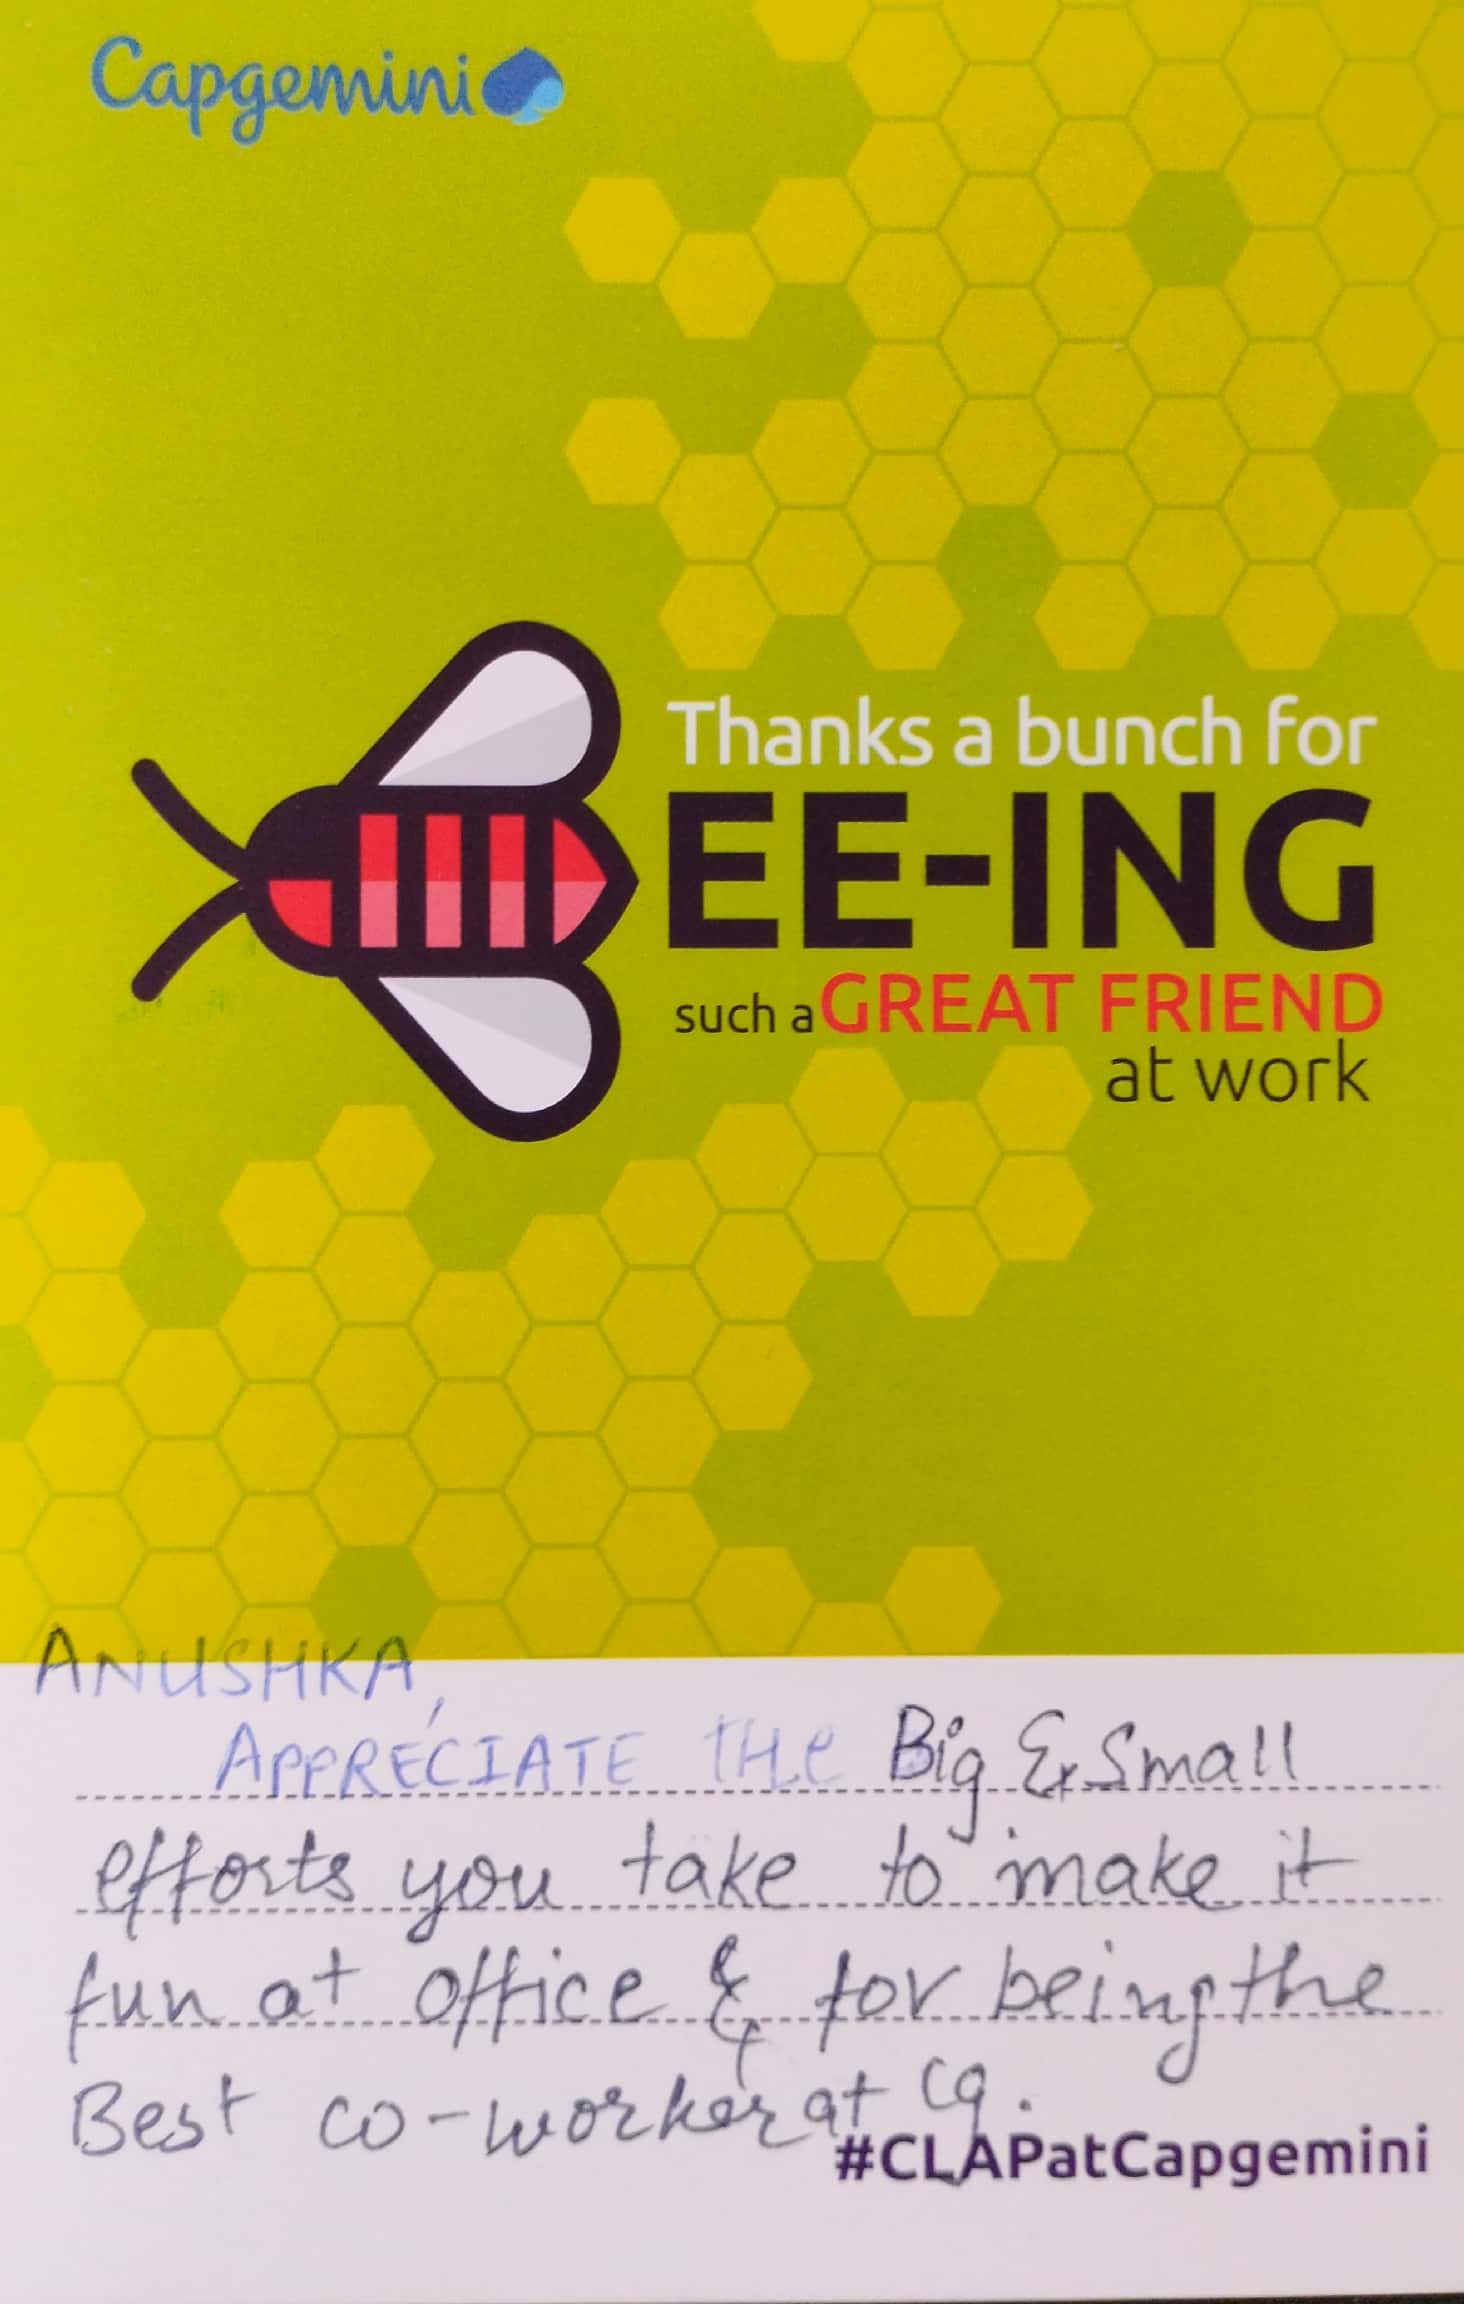 Capgemini
Thanks a bunch for
EE-ING
such a GREAT FRIEND
at work
ANUSHKA,
APPRECIATE THe Big & Small
efforts you take to make it
fun at office & for being the
Best co-worker at Cg.
#CLAPatCapgemini